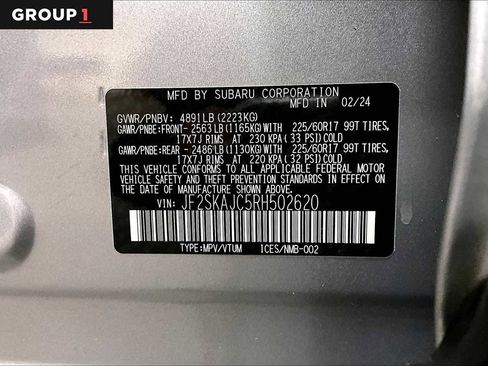 GROUP 1
MFD BY SUBARU CORPORATION
GVWR/PNBV: 4891LB (2223KG) IN 02/24
GAWR/PNBE:FRONT- 2563LB(1165KG)WITH 225/60R17 99T TIRES,
17X7J RIMS, AT 230 KPA (33 PSI)COLD
GAWR/PNBE:REAR - 2486LB(1130KG)WITH 225/60R17 99T TIRES,
17X7J RIMS, AT 220 KPA (32 PSI)COLD
THIS VEHICLE CONFORMS TO ALL APPLICABLE FEDERAL MOTOR
VEHICLE SAFETY AND THEFT PREVENTION STANDARDS IN EFFECT
ON THE DATE OF MANUFACTURE SHOWN ABOVE.
VIN: JF2SKAJC5RH502620
TYPE:MPV/VTUM ICES/NMB-002